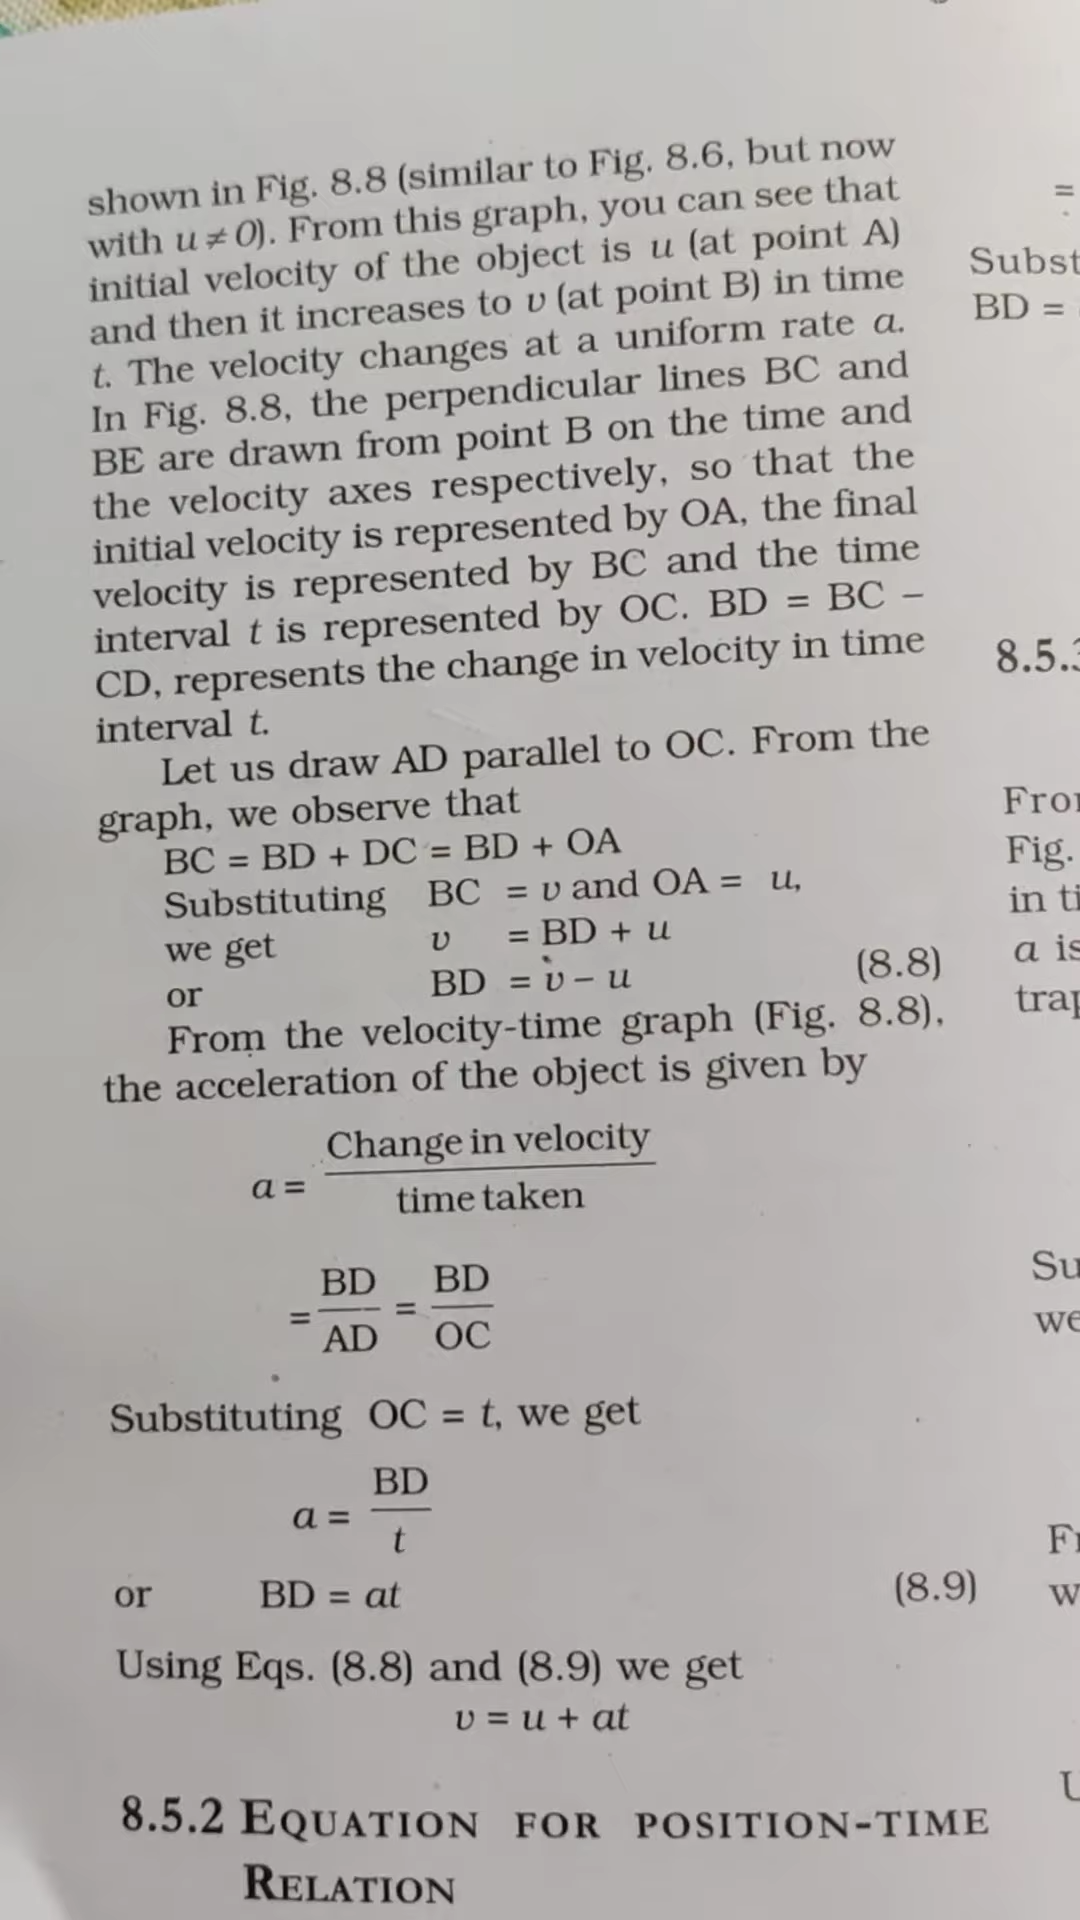 shown in Fig. 8.8 (similar to Fig. 8.6, but now
with u ≠ 0). From this graph, you can see that
initial velocity of the object is u (at point A)
and then it increases to v (at point B) in time
t. The velocity changes at a uniform rate a.
In Fig. 8.8, the perpendicular lines BC and
BE are drawn from point B on the time and
the velocity axes respectively, so that the
initial velocity is represented by OA, the final
velocity is represented by BC and the time
interval t is represented by OC. BD = BC –
CD, represents the change in velocity in time
interval t.
Let us draw AD parallel to OC. From the
graph, we observe that
BC = BD + DC = BD + OA
Substituting BC = v and OA = u,
we get v = BD + u
or BD = v – u (8.8)
From the velocity-time graph (Fig. 8.8),
the acceleration of the object is given by
a = Change in velocity / time taken
= BD / AD = BD / OC
Substituting OC = t, we get
a = BD / t
or BD = at (8.9)
Using Eqs. (8.8) and (8.9) we get
v = u + at
8.5.2 EQUATION FOR POSITION-TIME
RELATION
=
BD =
Fig.
a is